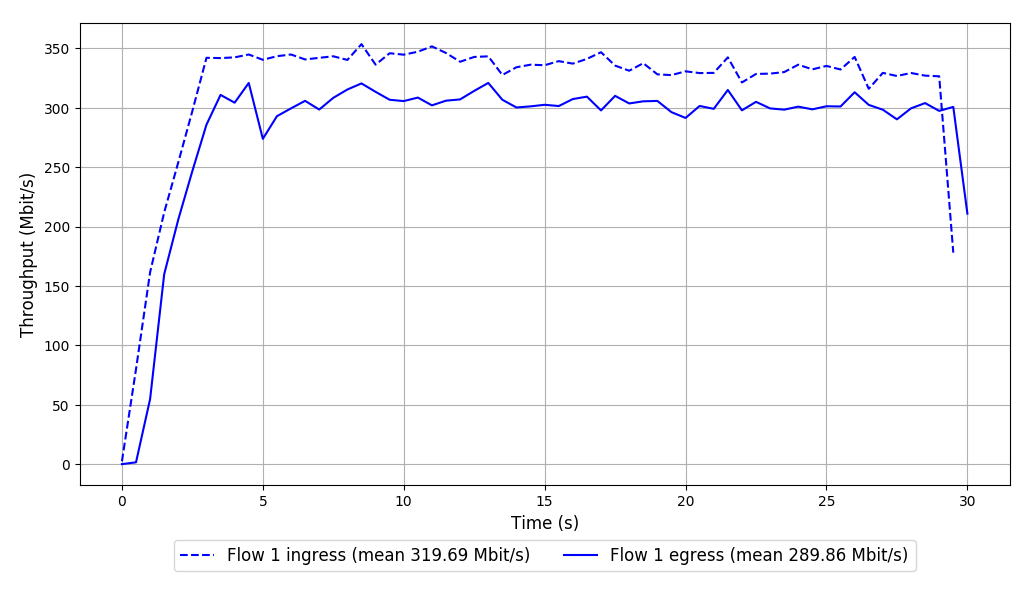 Throughput (Mbit/s)
350
300
250
200
150
100
50
0
0 5 10 15 20 25 30
Time (s)
Flow 1 ingress (mean 319.69 Mbit/s) Flow 1 egress (mean 289.86 Mbit/s)